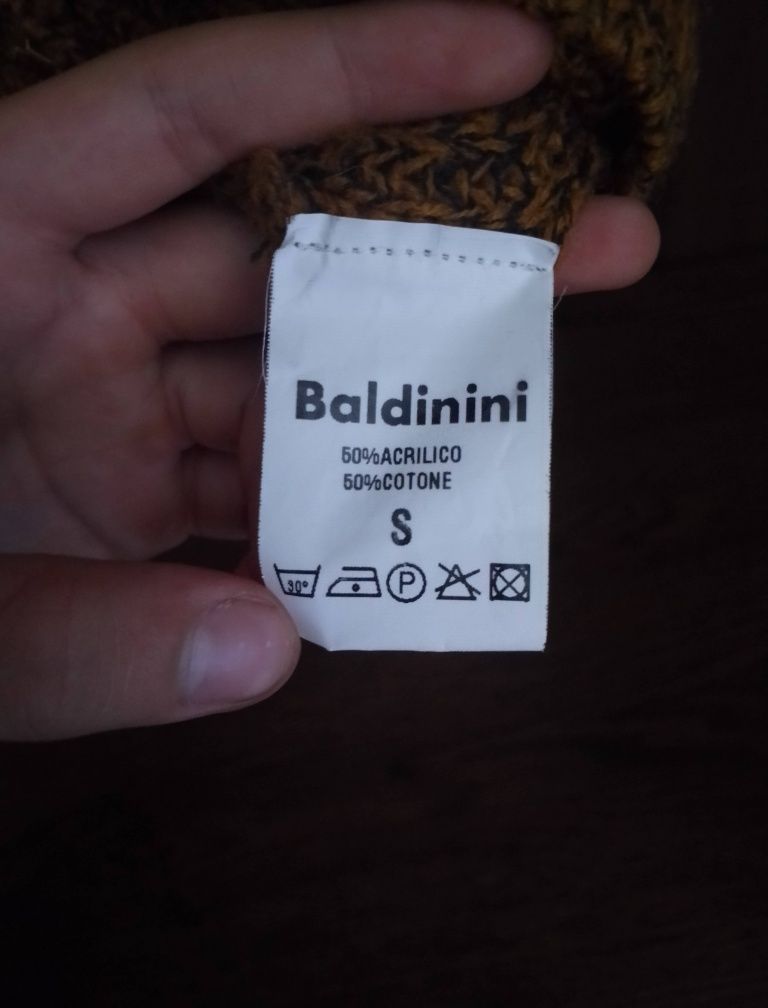 Baldinini
50%ACRILICO
50%COTONE
S
30° P